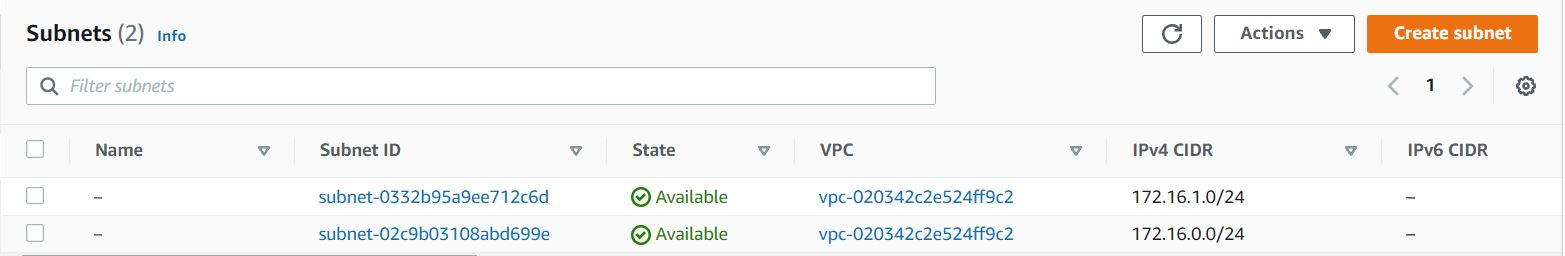 Subnets (2) Info Actions Create subnet
Filter subnets 1
Name Subnet ID State VPC IPv4 CIDR IPv6 CIDR
– subnet-0332b95a9ee712c6d Available vpc-020342c2e524ff9c2 172.16.1.0/24 –
– subnet-02c9b03108abd699e Available vpc-020342c2e524ff9c2 172.16.0.0/24 –